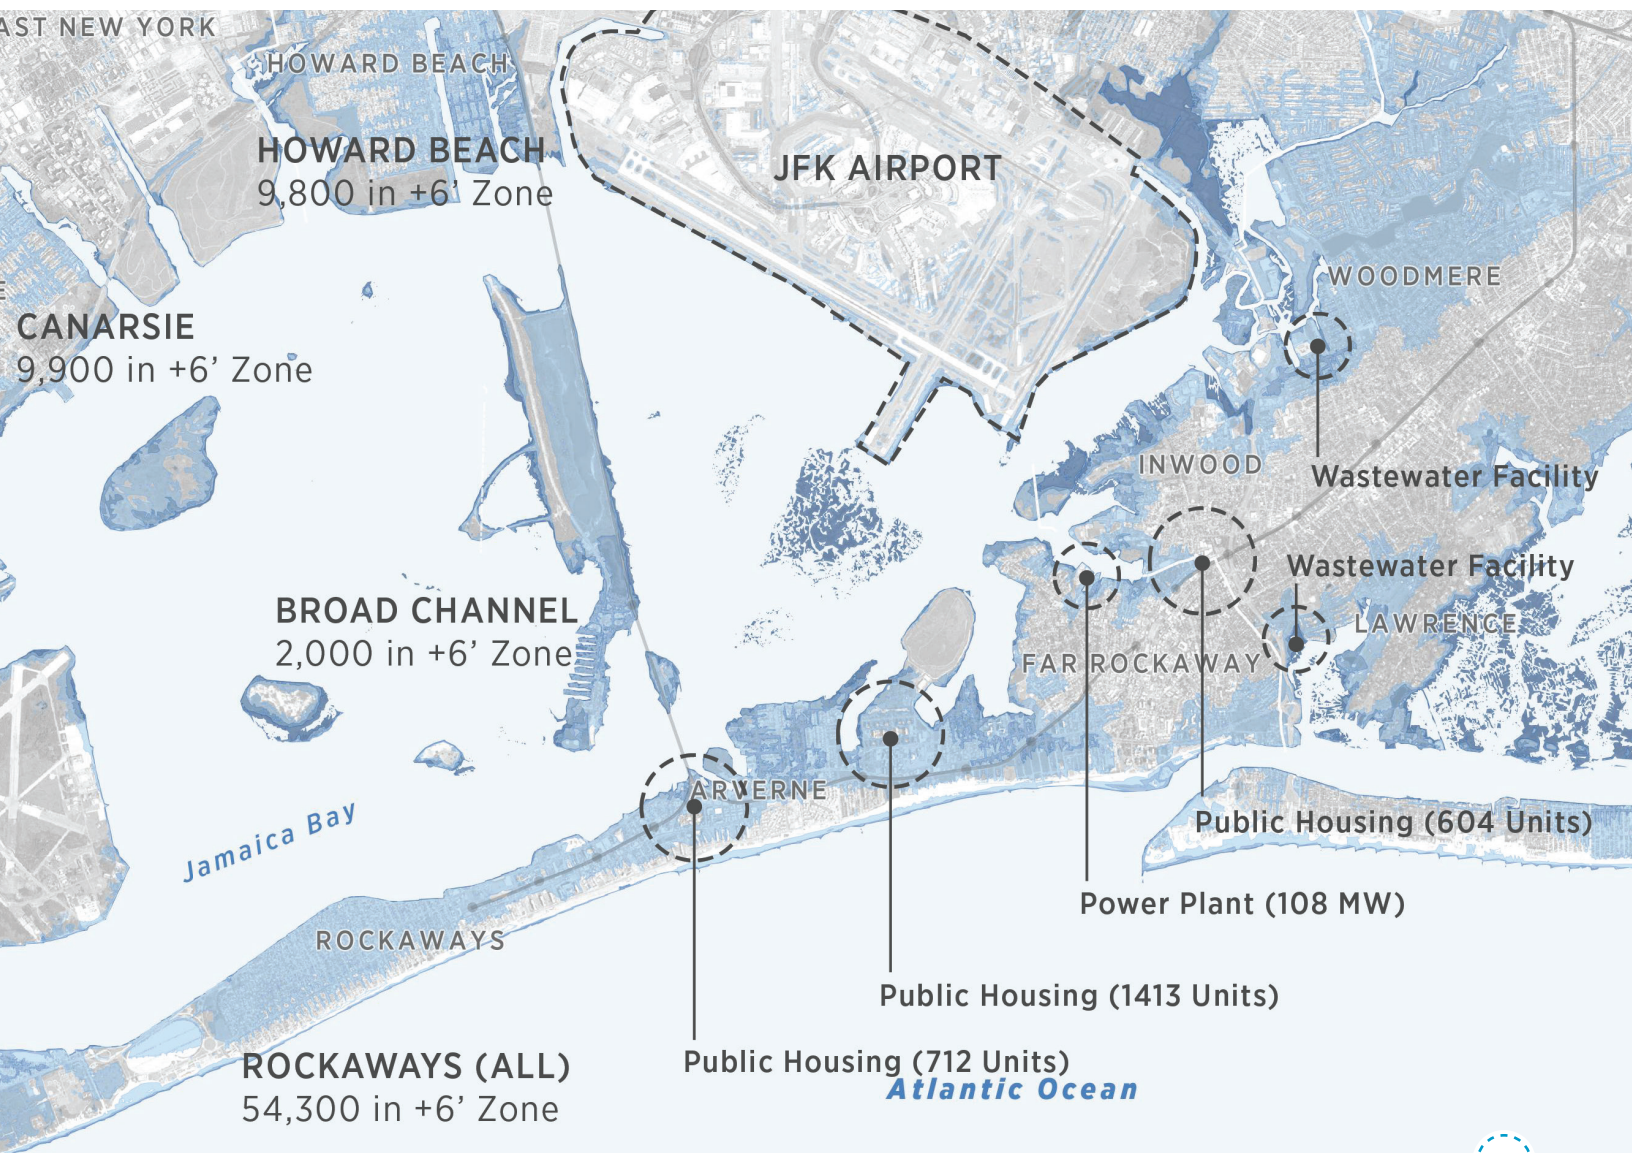 AST NEW YORK
HOWARD BEACH
HOWARD BEACH
9,800 in +6’ Zone
JFK AIRPORT
WOODMERE
CANARSIE
9,900 in +6’ Zone
INWOOD
Wastewater Facility
Wastewater Facility
BROAD CHANNEL
2,000 in +6’ Zone
LAWRENCE
FAR ROCKAWAY
ARVERNE
Jamaica Bay
Public Housing (604 Units)
Power Plant (108 MW)
ROCKAWAYS
Public Housing (1413 Units)
ROCKAWAYS (ALL)
54,300 in +6’ Zone
Public Housing (712 Units)
Atlantic Ocean